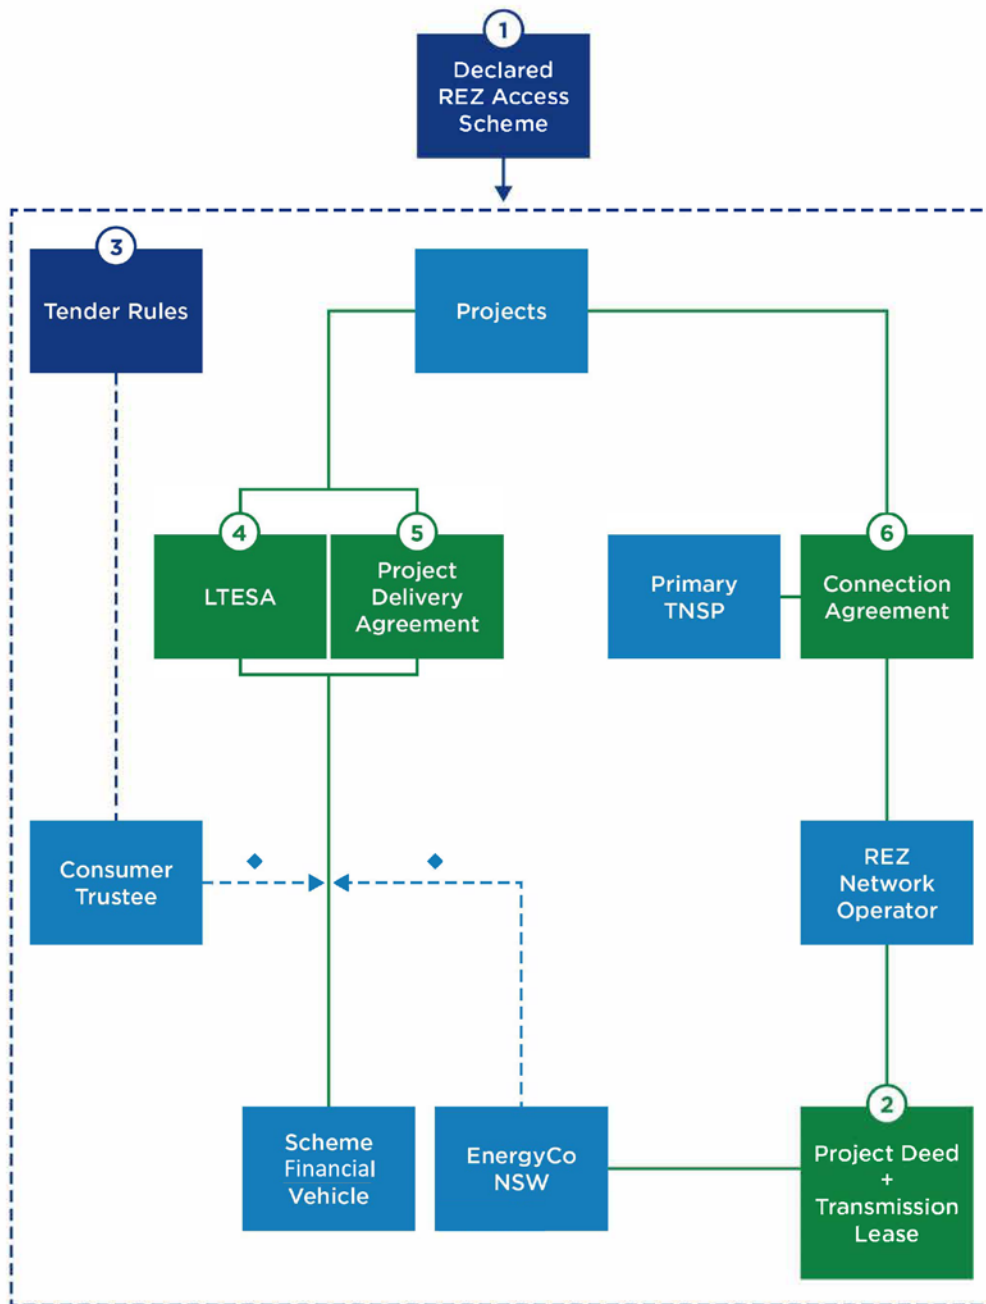 1
Declared
REZ Access
Scheme
3
Tender Rules
Projects
4
LTESA
5
Project
Delivery
Agreement
Primary
TNSP
6
Connection
Agreement
Consumer
Trustee
REZ
Network
Operator
Scheme
Financial
Vehicle
EnergyCo
NSW
2
Project Deed
+
Transmission
Lease